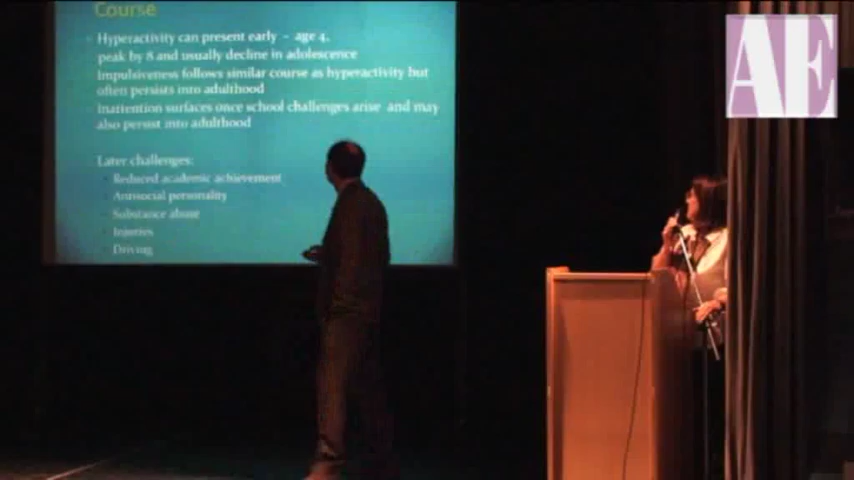 Course
Hyperactivity can present early – age 4,
peak by 8 and usually decline in adolescence
Impulsiveness follows similar course as hyperactivity but
often persists into adulthood
Inattention surfaces once school challenges arise and may
also persist into adulthood
Later challenges:
Reduced academic achievement
Antisocial personality
Substance abuse
Injuries
Driving
AE